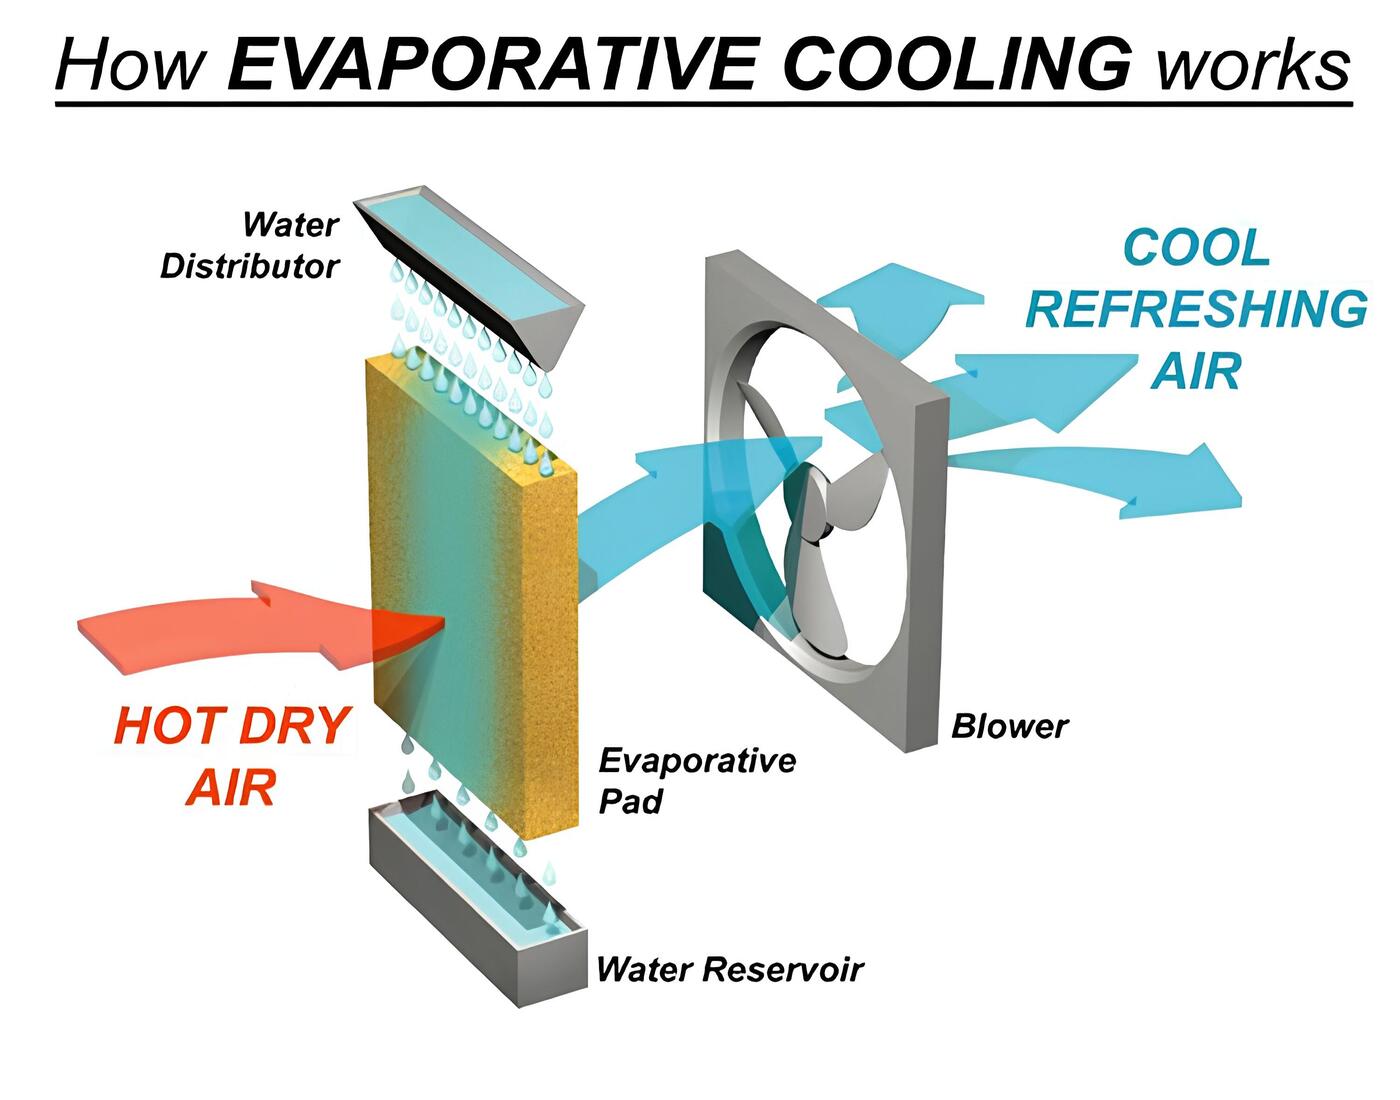 How EVAPORATIVE COOLING works
Water
Distributor
COOL
REFRESHING
AIR
HOT DRY
AIR
Blower
Evaporative
Pad
Water Reservoir